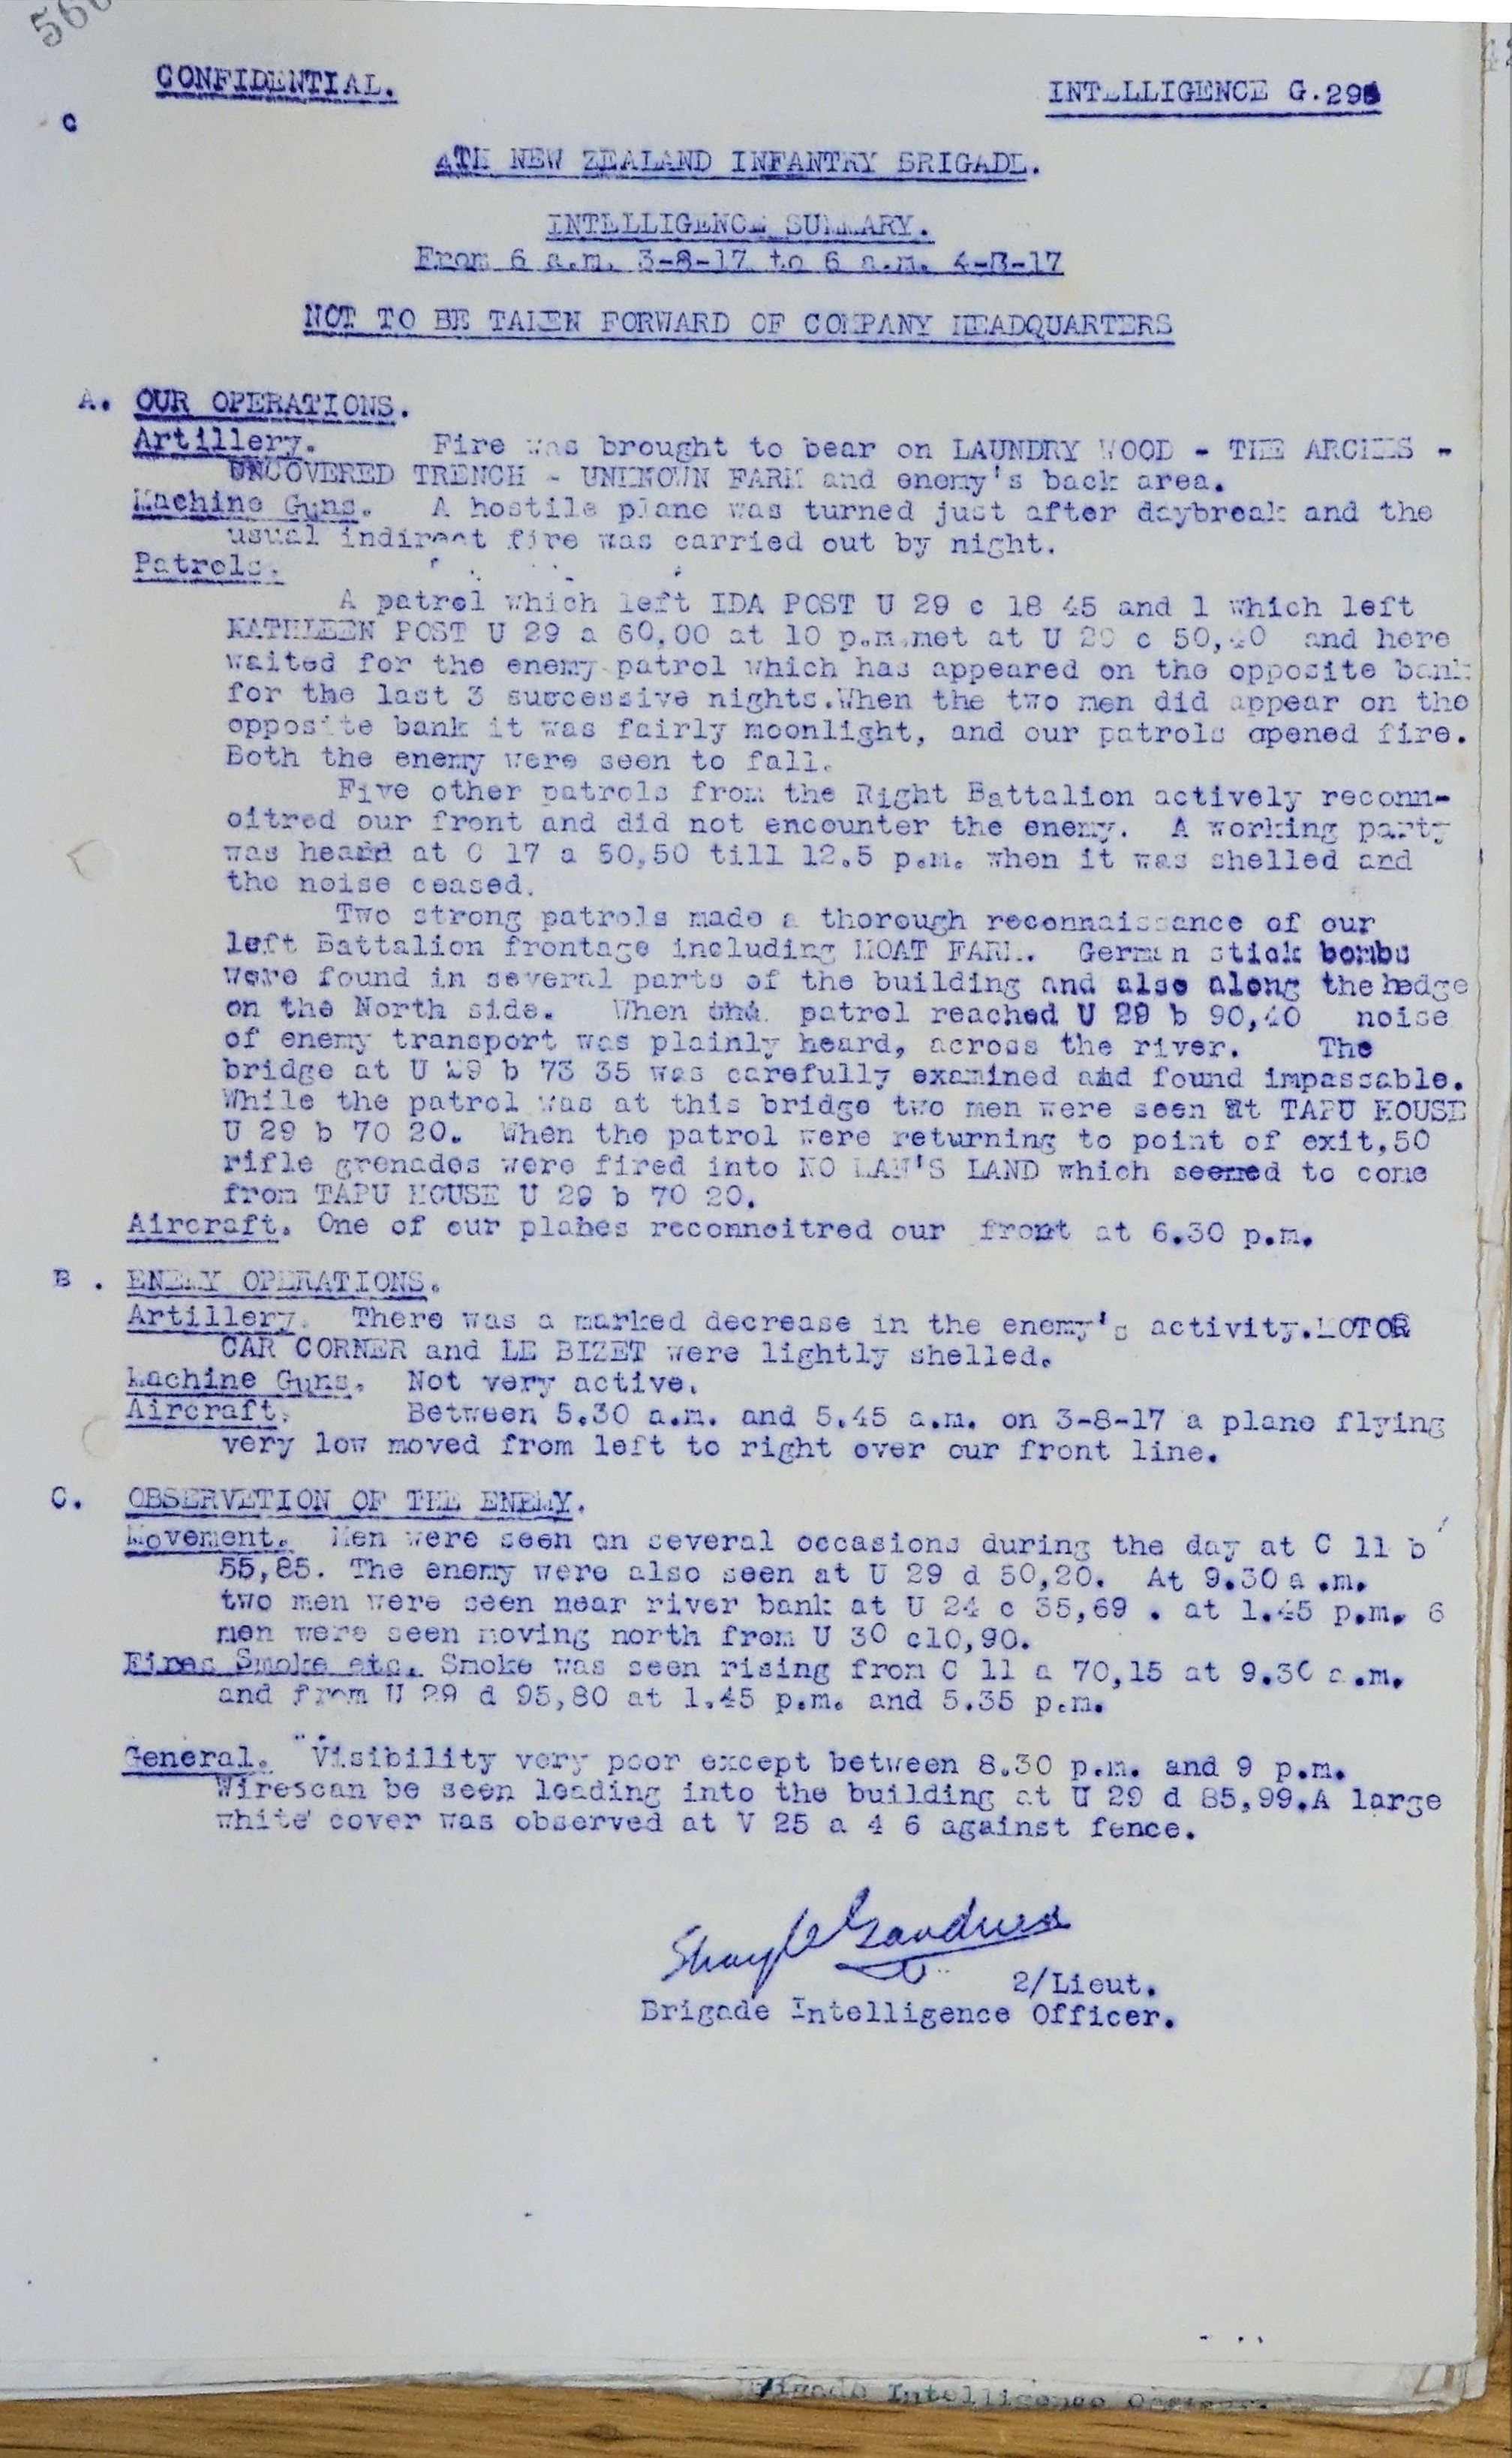 CONFIDENTIAL.
INTELLIGENCE G.29
C
4TH NEW ZEALAND INFANTRY BRIGADE.
INTELLIGENCE SUMMARY.
From 6 a.m. 3-8-17 to 6 a.m. 4-8-17
NOT TO BE TAKEN FORWARD OF COMPANY HEADQUARTERS
A. OUR OPERATIONS.
Artillery. Fire was brought to bear on LAUNDRY WOOD - THE ARCHES -
UNCOVERED TRENCH - UNKNOWN FARM and enemy's back area.
Machine Guns. A hostile plane was turned just after daybreak and the
usual indirect fire was carried out by night.
Patrols.
A patrol which left IDA POST U 29 c 18 45 and 1 which left
KATHLEEN POST U 29 a 60,00 at 10 p.m.met at U 29 c 50,40 and here
waited for the enemy patrol which has appeared on the opposite bank
for the last 3 successive nights.When the two men did appear on the
opposite bank it was fairly moonlight, and our patrols opened fire.
Both the enemy were seen to fall.
Five other patrols from the Right Battalion actively reconn-
oitred our front and did not encounter the enemy. A working party
was heard at C 17 a 50,50 till 12.5 p.m. when it was shelled and
the noise ceased.
Two strong patrols made a thorough reconnaissance of our
left Battalion frontage including MOAT FARM. German stick bombs
were found in several parts of the building and also along the hedge
on the North side. When the patrol reached U 29 b 90,40 noise
of enemy transport was plainly heard, across the river. The
bridge at U 29 b 73 35 was carefully examined and found impassable.
While the patrol was at this bridge two men were seen at TAPU HOUSE
U 29 b 70 20. When the patrol were returning to point of exit,50
rifle grenades were fired into NO MAN'S LAND which seemed to come
from TAPU HOUSE U 29 b 70 20.
Aircraft. One of our planes reconnoitred our front at 6.30 p.m.
B . ENEMY OPERATIONS.
Artillery. There was a marked decrease in the enemy's activity.MOTOR
CAR CORNER and LE BIZET were lightly shelled.
Machine Guns. Not very active.
Aircraft. Between 5.30 a.m. and 5.45 a.m. on 3-8-17 a plane flying
very low moved from left to right over our front line.
C. OBSERVETION OF THE ENEMY.
Movement. Men were seen on several occasions during the day at C 11 b
55,85. The enemy were also seen at U 29 d 50,20. At 9.30 a .m.
two men were seen near river bank at U 24 c 35,69 . at 1.45 p.m. 6
men were seen moving north from U 30 c10,90.
Fires Smoke etc. Smoke was seen rising from C 11 a 70,15 at 9.30 a .m.
and from U 29 d 95,80 at 1.45 p.m. and 5.35 p.m.
General. Visibility very poor except between 8.30 p.m. and 9 p.m.
Wirescan be seen leading into the building at U 29 d 85,99.A large
white cover was observed at V 25 a 4 6 against fence.
2/Lieut.
Brigade Intelligence Officer.
Brigade Intelligence Officer.